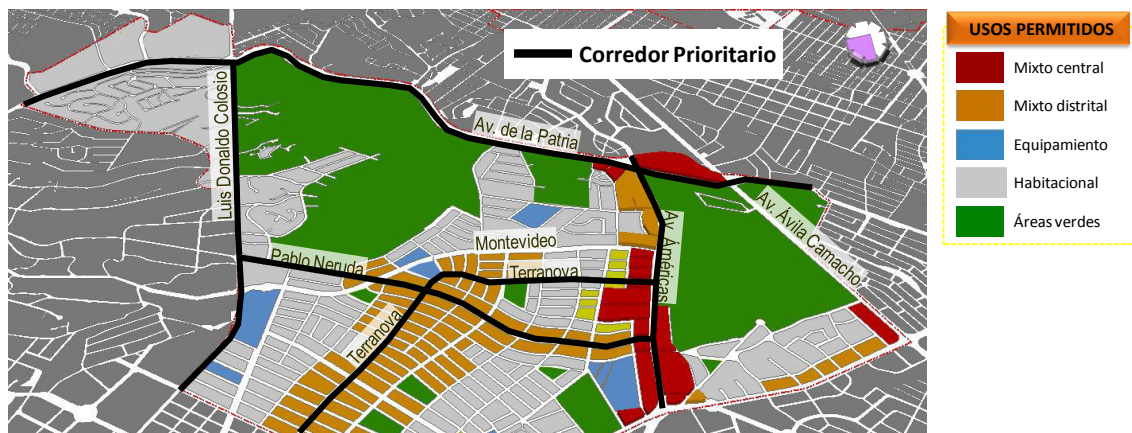 Corredor Prioritario
Luis Donaldo Colosio
Av. de la Patria
Av. Ávila Camacho
Av. Américas
Montevideo
Pablo Neruda
Terranova
Terranova
USOS PERMITIDOS
Mixto central
Mixto distrital
Equipamiento
Habitacional
Áreas verdes